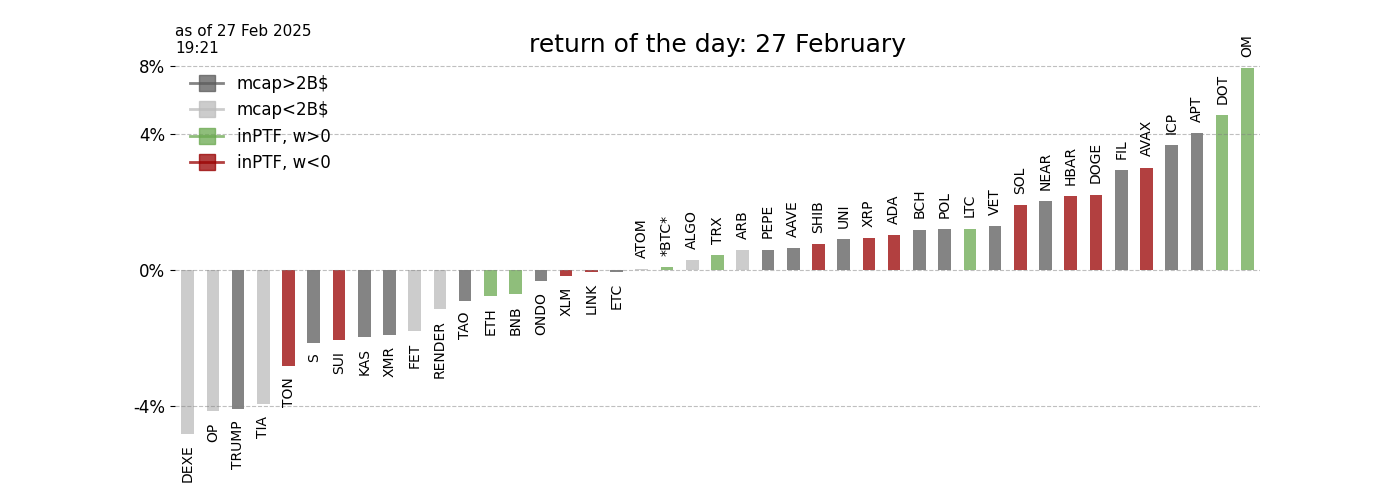 as of 27 Feb 2025
19:21
return of the day: 27 February
8%
4%
0%
-4%
mcap>2B$
mcap<2B$
inPTF, w>0
inPTF, w<0
DEXE
OP
TRUMP
TIA
TON
S
SUI
KAS
XMR
FET
RENDER
TAO
ETH
BNB
ONDO
XLM
LINK
ETC
ATOM
*BTC*
ALGO
TRX
ARB
PEPE
AAVE
SHIB
UNI
XRP
ADA
BCH
POL
LTC
VET
SOL
NEAR
HBAR
DOGE
FIL
AVAX
ICP
APT
DOT
OM